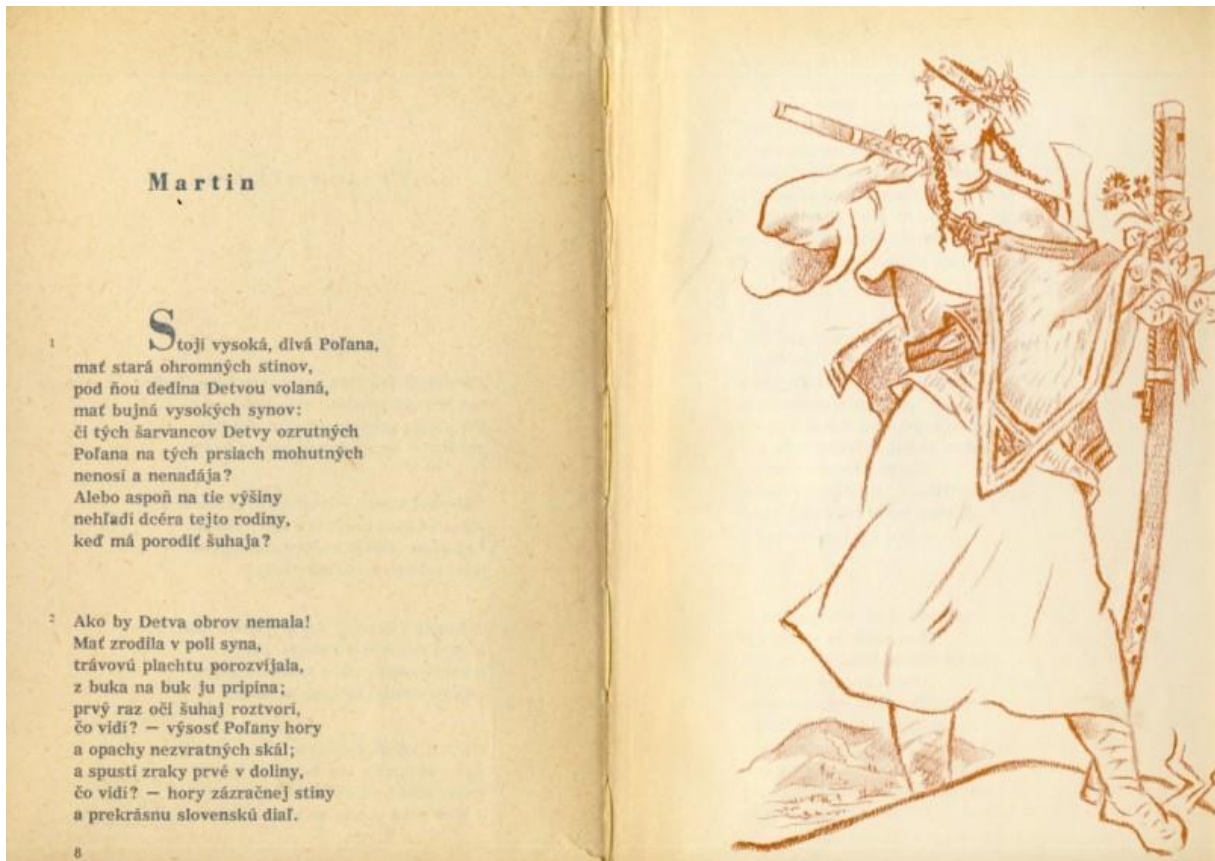 Martin
1 Stojí vysoká, divá Poľana,
mať stará ohromných stínov,
pod ňou dedina Detvou volaná,
mať bujná vysokých synov:
či tých šarvancov Detvy ozrutných
Poľana na tých prsiach mohutných
nenosí a nenadája?
Alebo aspoň na tie výšiny
nehľadí dcéra tejto rodiny,
keď má porodiť šuhaja?
2 Ako by Detva obrov nemala!
Mať zrodila v poli syna,
trávovú plachtu porozvíjala,
z buka na buk ju pripína;
prvý raz oči šuhaj roztvorí,
čo vidí? — výsosť Poľany hory
a opachy nezvratných skál;
a spustí zraky prvé v doliny,
čo vidí? — hory zázračnej stíny
a prekrásnu slovenskú diaľ.
8